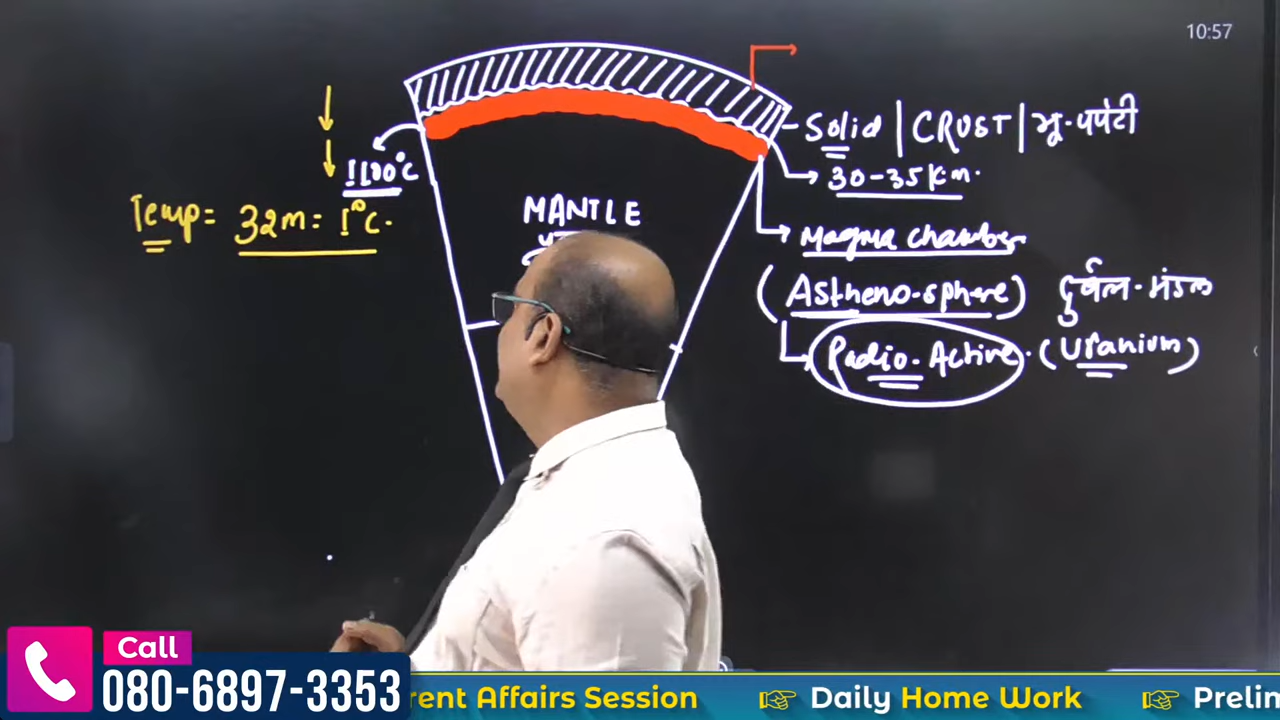 10:57
Solid | CRUST | भू-पर्पटी
30-35 Km.
1100°C
Temp = 32m = 1°C.
MANTLE
Magma chamber
(Astheno-sphere) दुर्बल-मंडल
Radio-Active. (Uranium)
Call
080-6897-3353
rent Affairs Session
Daily Home Work
Prelin